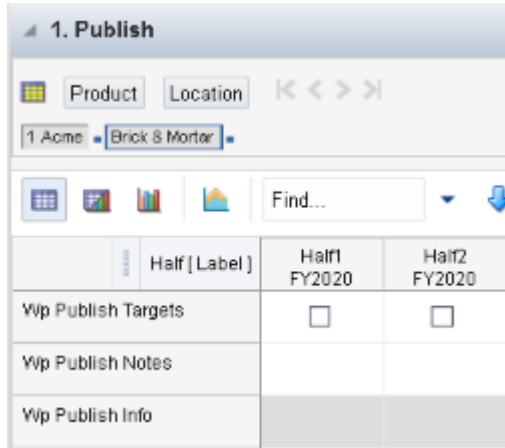 1. Publish
Product Location
1 Acme Brick & Mortar
Find...
Half [ Label ] Half1 FY2020 Half2 FY2020
Wp Publish Targets
Wp Publish Notes
Wp Publish Info